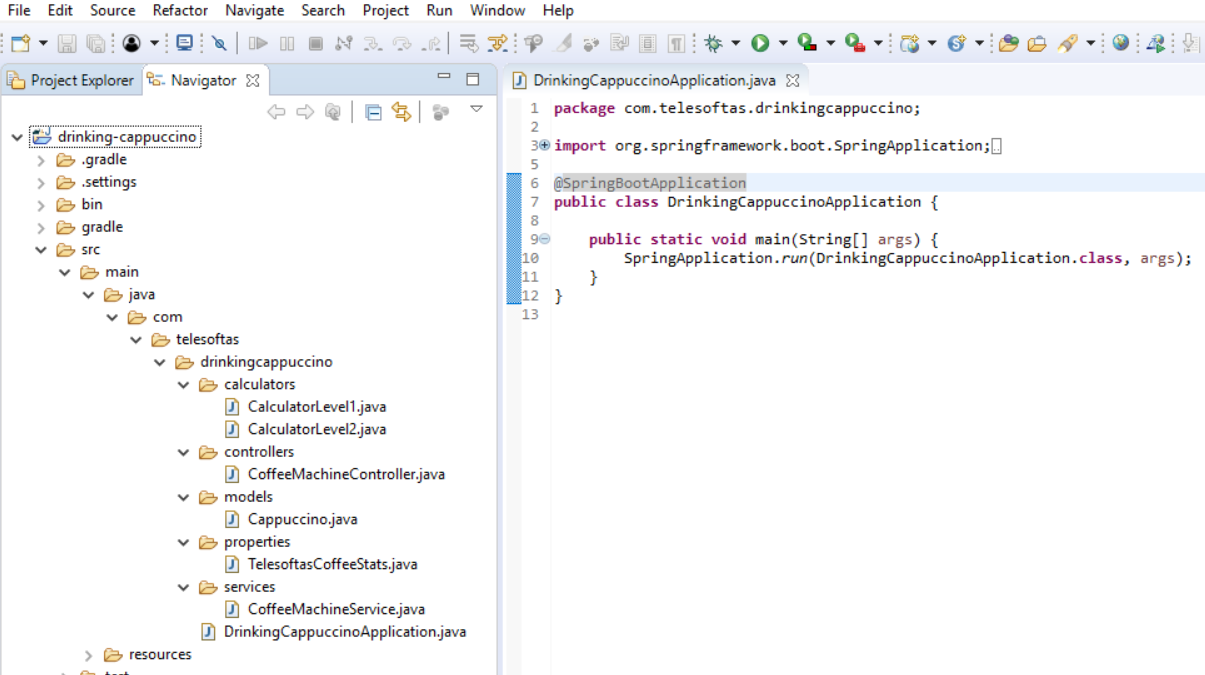 File Edit Source Refactor Navigate Search Project Run Window Help
Project Explorer Navigator
drinking-cappuccino
.gradle
.settings
bin
gradle
src
main
java
com
telesoftas
drinkingcappuccino
calculators
CalculatorLevel1.java
CalculatorLevel2.java
controllers
CoffeeMachineController.java
models
Cappuccino.java
properties
TelesoftasCoffeeStats.java
services
CoffeeMachineService.java
DrinkingCappuccinoApplication.java
resources
DrinkingCappuccinoApplication.java
1 package com.telesoftas.drinkingcappuccino;
2
3 import org.springframework.boot.SpringApplication;
5
6 @SpringBootApplication
7 public class DrinkingCappuccinoApplication {
8
9 public static void main(String[] args) {
10 SpringApplication.run(DrinkingCappuccinoApplication.class, args);
11 }
12 }
13